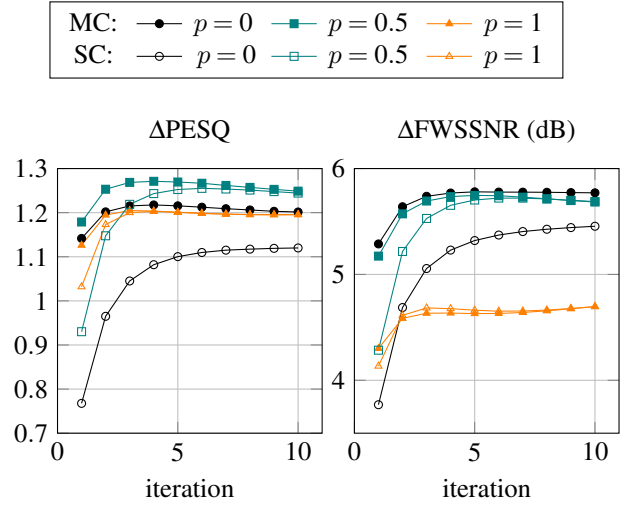 MC: p = 0 p = 0.5 p = 1
SC: p = 0 p = 0.5 p = 1
ΔPESQ
1.3
1.2
1.1
1
0.9
0.8
0.7
0 5 10
iteration
ΔFWSSNR (dB)
6
5
4
0 5 10
iteration